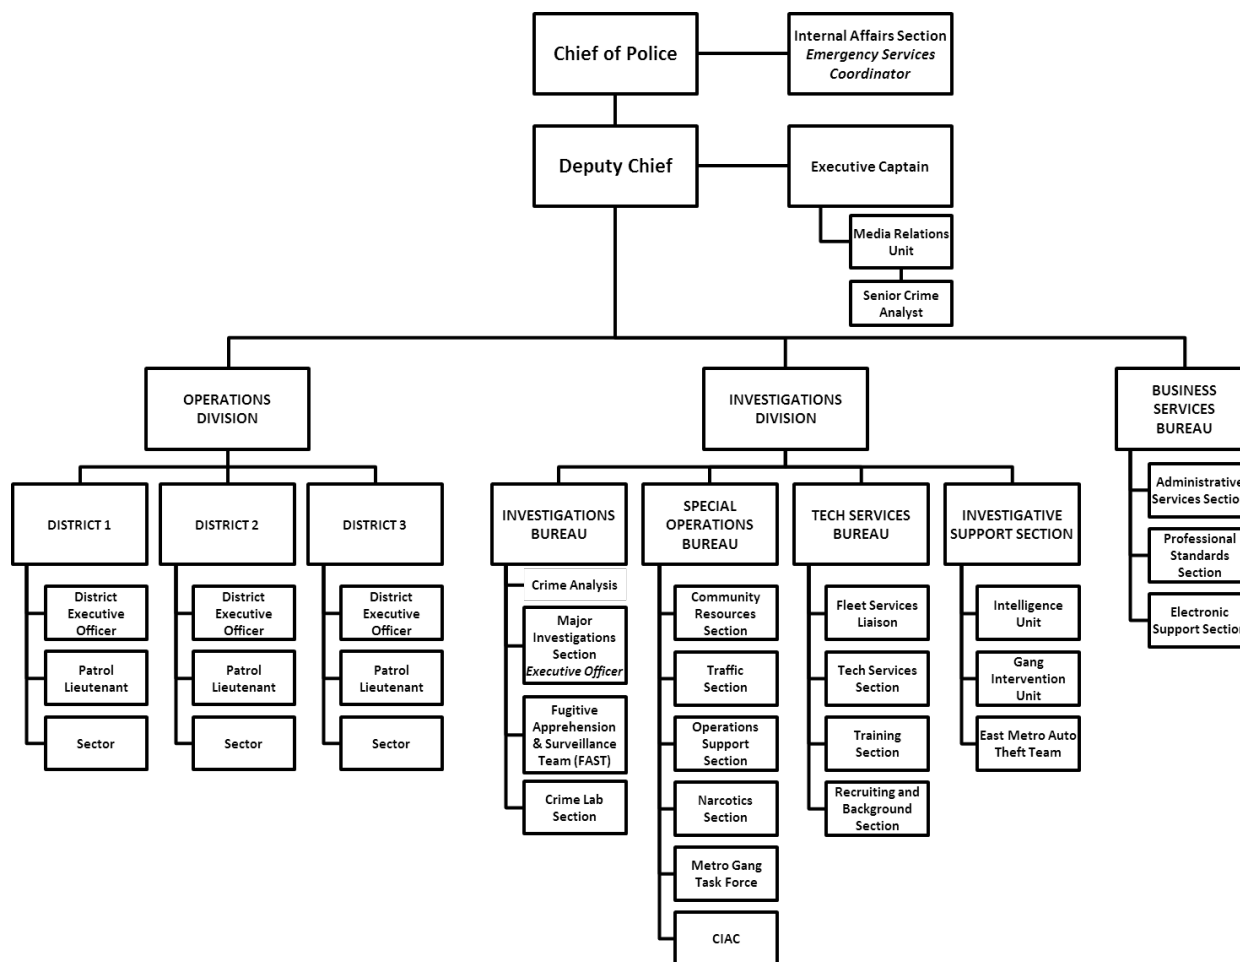 Chief of Police
Internal Affairs Section
Emergency Services
Coordinator
Deputy Chief
Executive Captain
Media Relations
Unit
Senior Crime
Analyst
OPERATIONS
DIVISION
INVESTIGATIONS
DIVISION
BUSINESS
SERVICES
BUREAU
DISTRICT 1
District
Executive
Officer
Patrol
Lieutenant
Sector
DISTRICT 2
District
Executive
Officer
Patrol
Lieutenant
Sector
DISTRICT 3
District
Executive
Officer
Patrol
Lieutenant
Sector
INVESTIGATIONS
BUREAU
Crime Analysis
Major
Investigations
Section
Executive Officer
Fugitive
Apprehension
& Surveillance
Team (FAST)
Crime Lab
Section
SPECIAL
OPERATIONS
BUREAU
Community
Resources
Section
Traffic
Section
Operations
Support
Section
Narcotics
Section
Metro Gang
Task Force
CIAC
TECH SERVICES
BUREAU
Fleet Services
Liaison
Tech Services
Section
Training
Section
Recruiting and
Background
Section
INVESTIGATIVE
SUPPORT SECTION
Intelligence
Unit
Gang
Intervention
Unit
East Metro Auto
Theft Team
Administrative
Services Section
Professional
Standards
Section
Electronic
Support Section